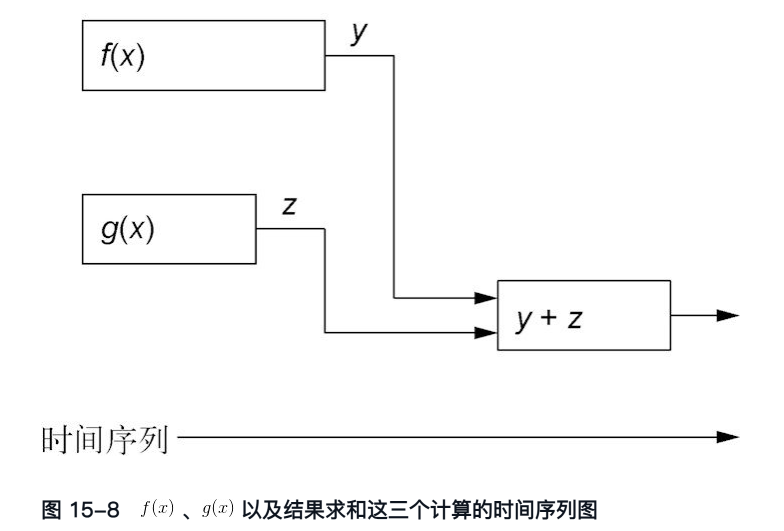 f(x)
y
g(x)
z
y + z
时间序列
图 15-8 f(x) 、g(x) 以及结果求和这三个计算的时间序列图